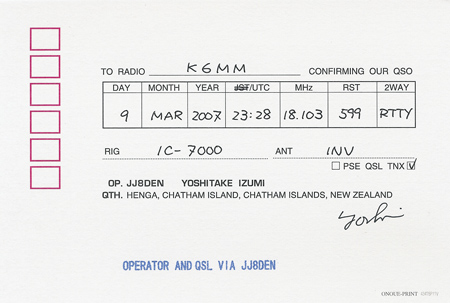 TO RADIO K6MM CONFIRMING OUR QSO
DAY MONTH YEAR JST/UTC MHz RST 2WAY
9 MAR 2007 23:28 18.103 599 RTTY
RIG IC-7000 ANT INV
PSE QSL TNX
OP. JJ8DEN YOSHITAKE IZUMI
QTH. HENGA, CHATHAM ISLAND, CHATHAM ISLANDS, NEW ZEALAND
Yoshi
OPERATOR AND QSL VIA JJ8DEN
ONOUE-PRINT